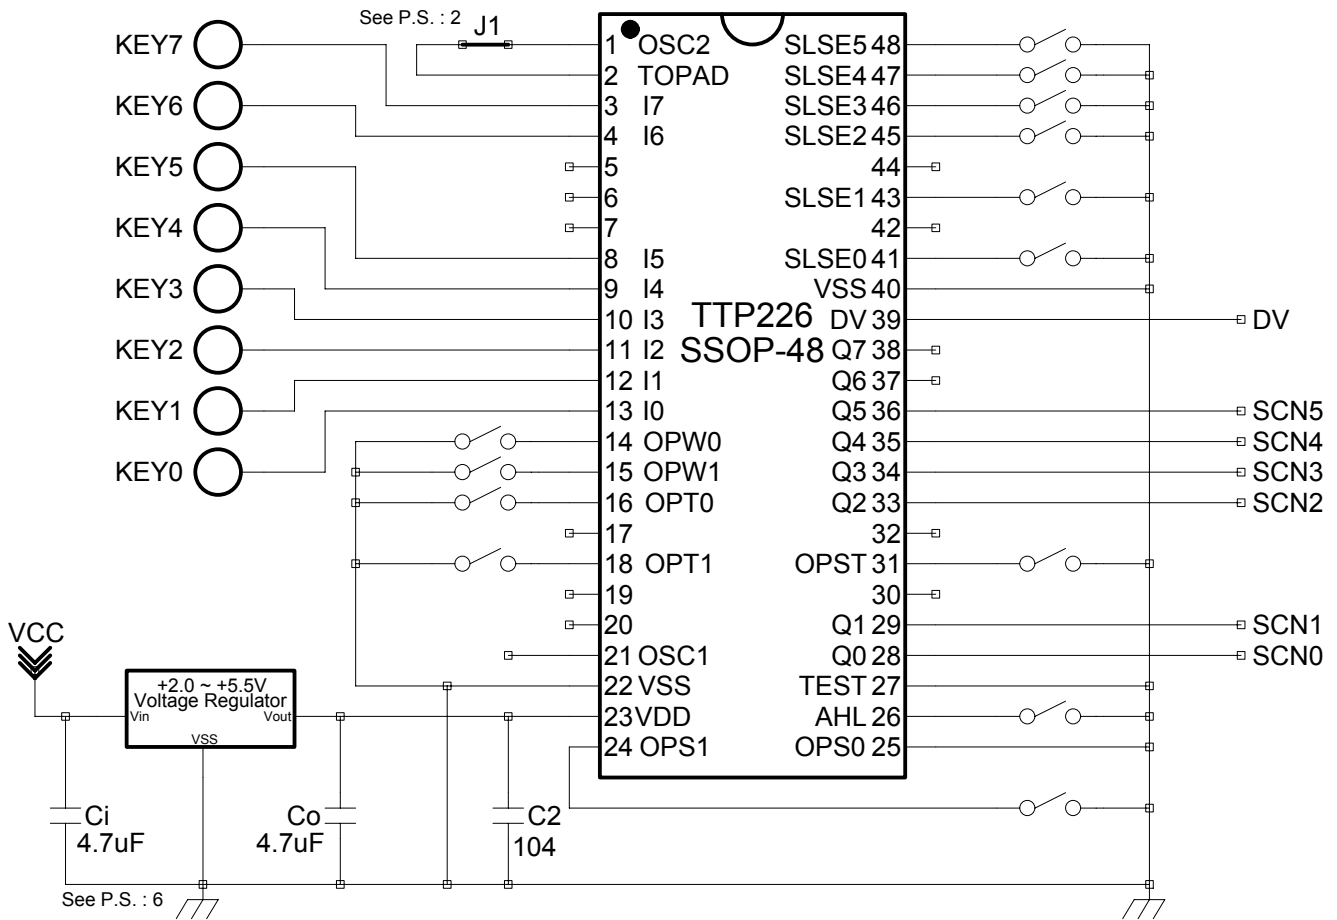 See P.S. : 2
J1
KEY7
KEY6
KEY5
KEY4
KEY3
KEY2
KEY1
KEY0
1 OSC2 SLSE5 48
2 TOPAD SLSE4 47
3 I7 SLSE3 46
4 I6 SLSE2 45
5 44
6 SLSE1 43
7 42
8 I5 SLSE0 41
9 I4 VSS 40
TTP226
10 I3 DV 39 DV
SSOP-48
11 I2 Q7 38
12 I1 Q6 37
13 I0 Q5 36 SCN5
14 OPW0 Q4 35 SCN4
15 OPW1 Q3 34 SCN3
16 OPT0 Q2 33 SCN2
17 32
18 OPT1 OPST 31
19 30
20 Q1 29 SCN1
21 OSC1 Q0 28 SCN0
22 VSS TEST 27
23 VDD AHL 26
24 OPS1 OPS0 25
VCC
+2.0 ~ +5.5V
Voltage Regulator
Vin Vout
VSS
Ci
4.7uF
Co
4.7uF
C2
104
See P.S. : 6